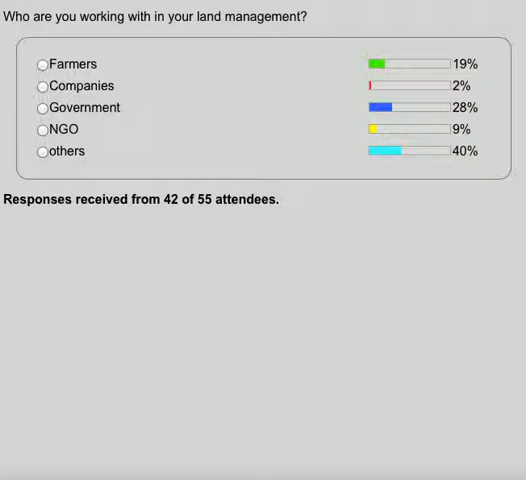 Who are you working with in your land management?
Farmers 19%
Companies 2%
Government 28%
NGO 9%
others 40%
Responses received from 42 of 55 attendees.